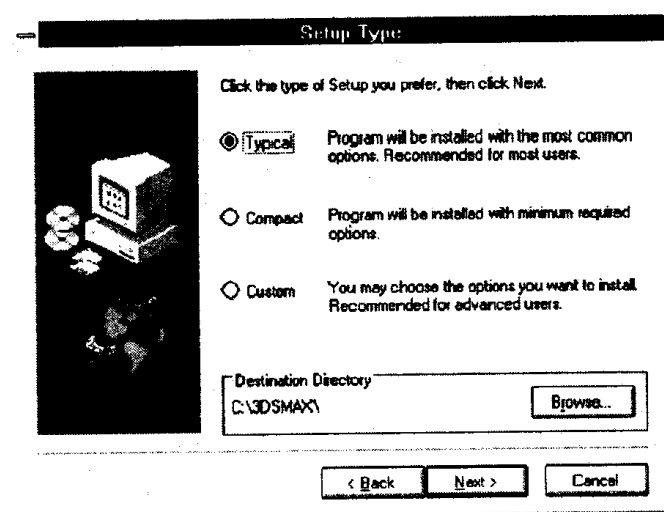 Setup Type
Click the type of Setup you prefer, then click Next.
Typical
Program will be installed with the most common
options. Recommended for most users.
Compact
Program will be installed with minimum required
options.
Custom
You may choose the options you want to install.
Recommended for advanced users.
Destination Directory
C:\3DSMAX\
Browse...
< Back
Next >
Cancel